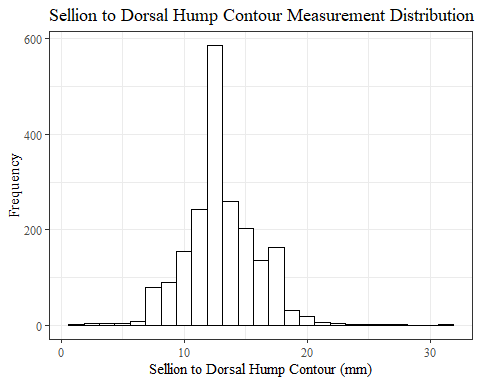 Sellion to Dorsal Hump Contour Measurement Distribution
600
400
200
0
Frequency
0 10 20 30
Sellion to Dorsal Hump Contour (mm)